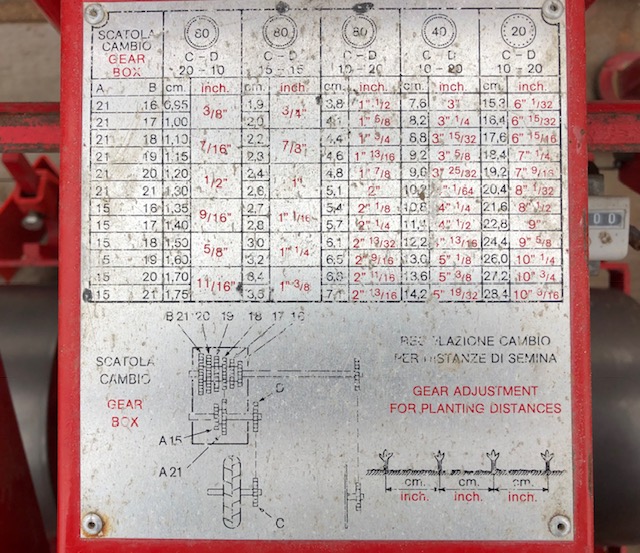 SCATOLA CAMBIO GEAR BOX
60 80 80 40 20
C - D C - D C - D C - D C - D
20 - 10 15 - 15 10 - 20 10 - 20 10 - 20
A B cm. inch. cm. inch. cm. inch. cm. inch. cm. inch.
21 16 0,95 3/8" 1,9 3/4" 3,8 1" 1/2 7,6 3" 15,3 6" 1/32
21 17 1,00 1" 5/8 8,2 3" 1/4 16,4 6" 15/32
21 18 1,10 7/16" 2,2 7/3" 4,4 1" 3/4 8,8 3" 15/32 17,6 6" 15/16
21 19 1,15 2,3 4,6 1" 13/16 9,2 3" 5/8 18,4 7" 1/4
21 20 1,20 1/2" 2,4 1" 4,8 1" 7/8 9,6 3" 25/32 19,2 7" 9/16
21 21 1,30 2,6 5,1 2" 1/64 20,4 8" 1/32
15 16 1,35 9/16" 2,7 1" 1/16 5,4 2" 1/8 10,8 4" 1/4 21,6 8" 1/2
15 17 1,40 2,8 5,7 2" 1/4 4" 1/2 22,8 9"
15 18 1,50 5/8" 3,0 1" 1/4 6,1 2" 13/32 12,2 13/16 24,4 9" 5/8
15 19 1,60 3,2 6,5 2" 9/16 13,0 5" 1/8 26,0 10" 1/4
15 20 1,70 11/16" 1" 3/8 2" 11/16 13,6 5" 3/8 27,2 10" 3/4
15 21 1,75 2" 13/16 14,2 5" 19/32 28,4 10" 3/16
B 21 20 19 18 17 16
SCATOLA
CAMBIO
GEAR
BOX
A 15
A 21
D
C
REGOLAZIONE CAMBIO
PER DISTANZE DI SEMINA
GEAR ADJUSTMENT
FOR PLANTING DISTANCES
cm. cm. cm.
inch. inch. inch.
0 0